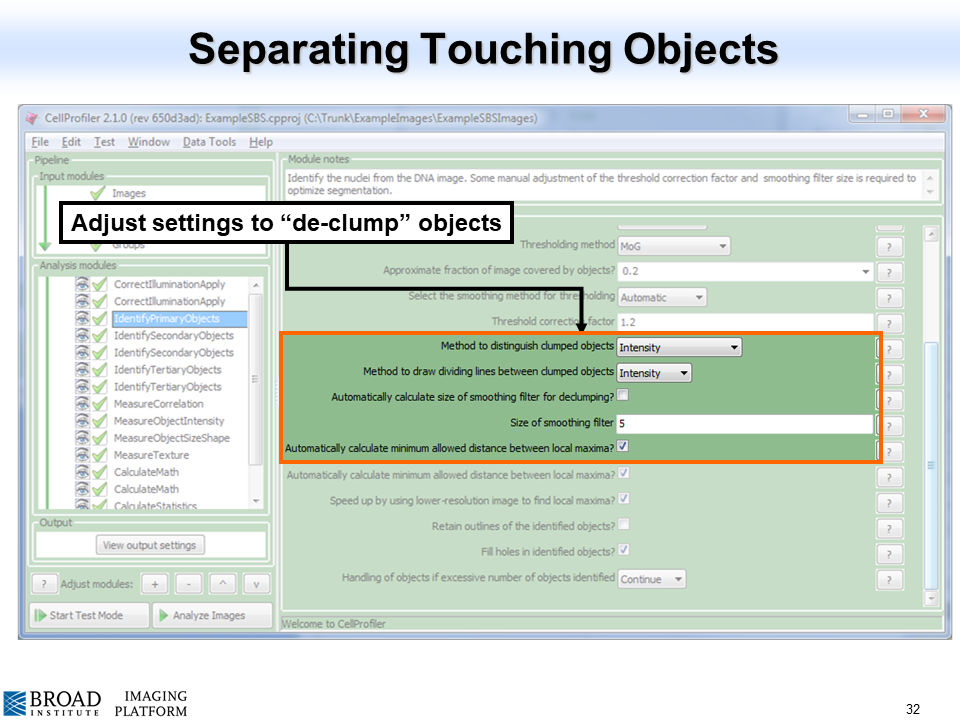 Separating Touching Objects
CellProfiler 2.1.0 (rev 650d3ad): ExampleSBS.cpproj (C:\Trunk\ExampleImages\ExampleSBSImages)
File Edit Test Window Data Tools Help
Pipeline
Input modules
Images
Groups
Module notes
Identify the nuclei from the DNA image. Some manual adjustment of the threshold correction factor and smoothing filter size is required to
optimize segmentation.
Adjust settings to “de-clump” objects
Analysis modules
CorrectIlluminationApply
CorrectIlluminationApply
IdentifyPrimaryObjects
IdentifySecondaryObjects
IdentifySecondaryObjects
IdentifyTertiaryObjects
IdentifyTertiaryObjects
MeasureCorrelation
MeasureObjectIntensity
MeasureObjectSizeShape
MeasureTexture
CalculateMath
CalculateMath
CalculateStatistics
Output
View output settings
? Adjust modules: + - ^ v
Start Test Mode
Analyze Images
Thresholding method MoG ?
Approximate fraction of image covered by objects? 0.2 ?
Select the smoothing method for thresholding Automatic ?
Threshold correction factor 1.2 ?
Method to distinguish clumped objects Intensity ?
Method to draw dividing lines between clumped objects Intensity ?
Automatically calculate size of smoothing filter for declumping? ?
Size of smoothing filter 5 ?
Automatically calculate minimum allowed distance between local maxima? ?
Automatically calculate minimum allowed distance between local maxima? ?
Speed up by using lower-resolution image to find local maxima? ?
Retain outlines of the identified objects? ?
Fill holes in identified objects? ?
Handling of objects if excessive number of objects identified Continue ?
Welcome to CellProfiler
BROAD
INSTITUTE
IMAGING
PLATFORM
32